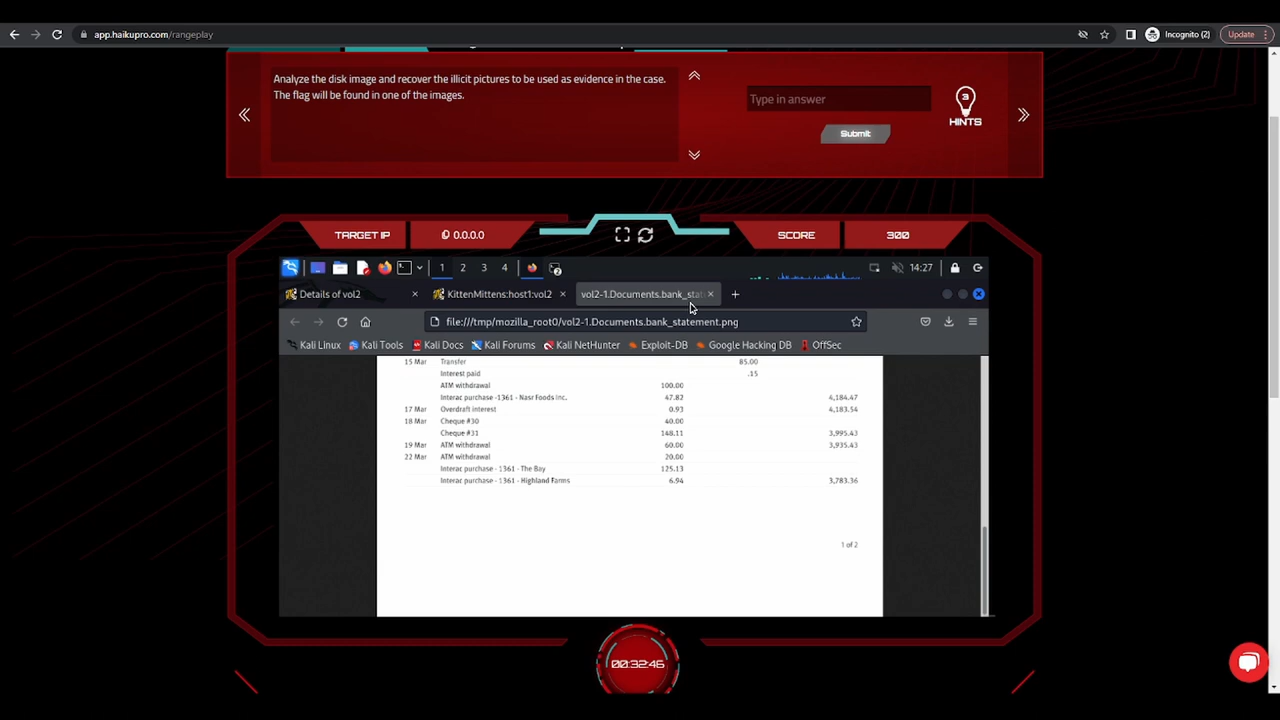 app.haikupro.com/rangeplay
Incognito (2)
Update
Analyze the disk image and recover the illicit pictures to be used as evidence in the case.
The flag will be found in one of the images.
Type in answer
Submit
3
HINTS
TARGET IP
0.0.0.0
SCORE
300
1 2 3 4
14:27
Details of vol2
KittenMittens:host1:vol2
vol2-1.Documents.bank_stat
file:///tmp/mozilla_root0/vol2-1.Documents.bank_statement.png
Kali Linux
Kali Tools
Kali Docs
Kali Forums
Kali NetHunter
Exploit-DB
Google Hacking DB
OffSec
15 Mar Transfer 85.00
Interest paid .15
ATM withdrawal 100.00
Interac purchase -1361 - Nasr Foods Inc. 47.82 4,184.47
17 Mar Overdraft interest 0.93 4,183.54
18 Mar Cheque #30 40.00
Cheque #31 148.11 3,995.43
19 Mar ATM withdrawal 60.00 3,935.43
22 Mar ATM withdrawal 20.00
Interac purchase - 1361 - The Bay 125.13
Interac purchase - 1361 - Highland Farms 6.94 3,783.36
1 of 2
00:32:46